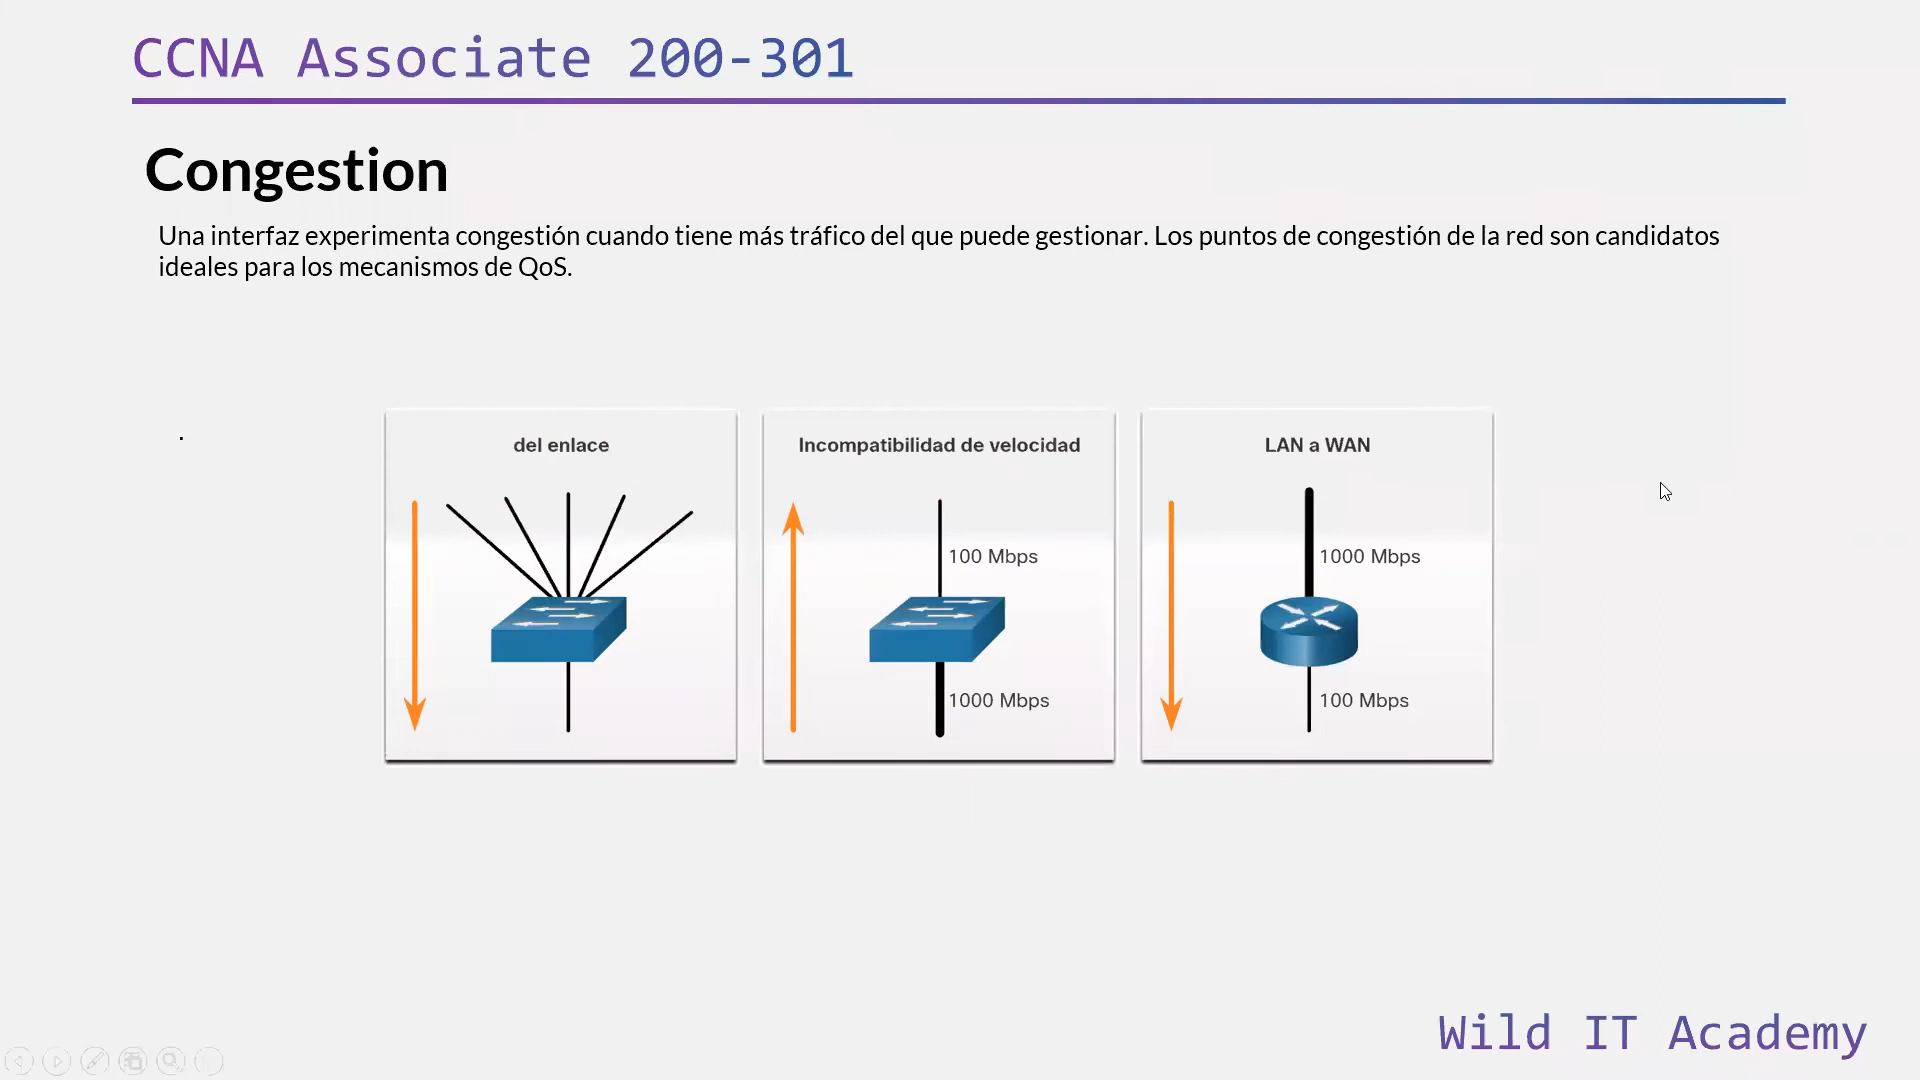 CCNA Associate 200-301
Congestion
Una interfaz experimenta congestión cuando tiene más tráfico del que puede gestionar. Los puntos de congestión de la red son candidatos
ideales para los mecanismos de QoS.
.
del enlace
Incompatibilidad de velocidad
100 Mbps
1000 Mbps
LAN a WAN
1000 Mbps
100 Mbps
Wild IT Academy